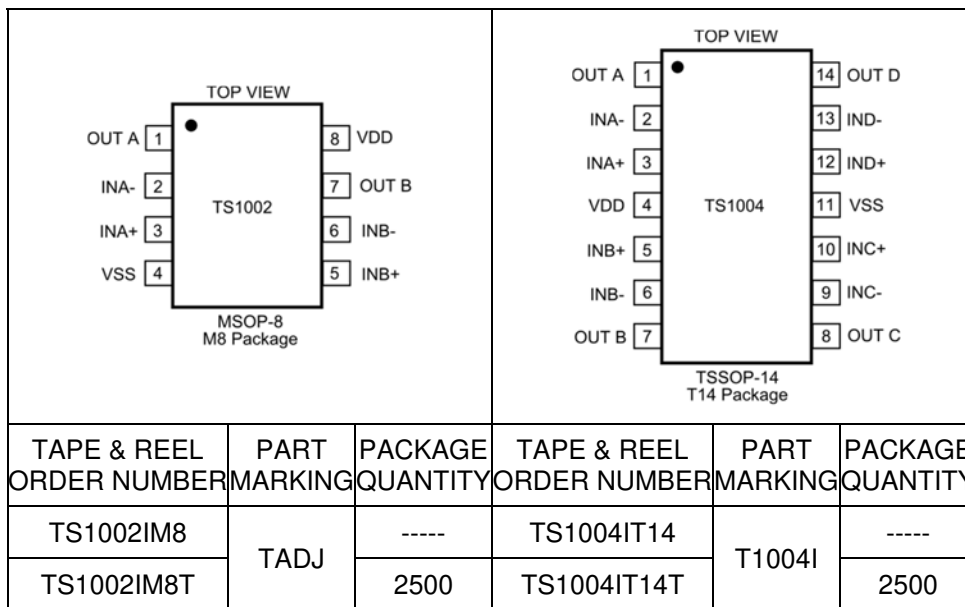 TOP VIEW
OUT A 1 8 VDD
INA- 2 7 OUT B
TS1002
INA+ 3 6 INB-
VSS 4 5 INB+
MSOP-8
M8 Package
TOP VIEW
OUT A 1 14 OUT D
INA- 2 13 IND-
INA+ 3 12 IND+
VDD 4 TS1004 11 VSS
INB+ 5 10 INC+
INB- 6 9 INC-
OUT B 7 8 OUT C
TSSOP-14
T14 Package
TAPE & REEL PART PACKAGE TAPE & REEL PART PACKAGE
ORDER NUMBER MARKING QUANTITY ORDER NUMBER MARKING QUANTITY
TS1002IM8 ----- TS1004IT14 -----
TADJ T1004I
TS1002IM8T 2500 TS1004IT14T 2500